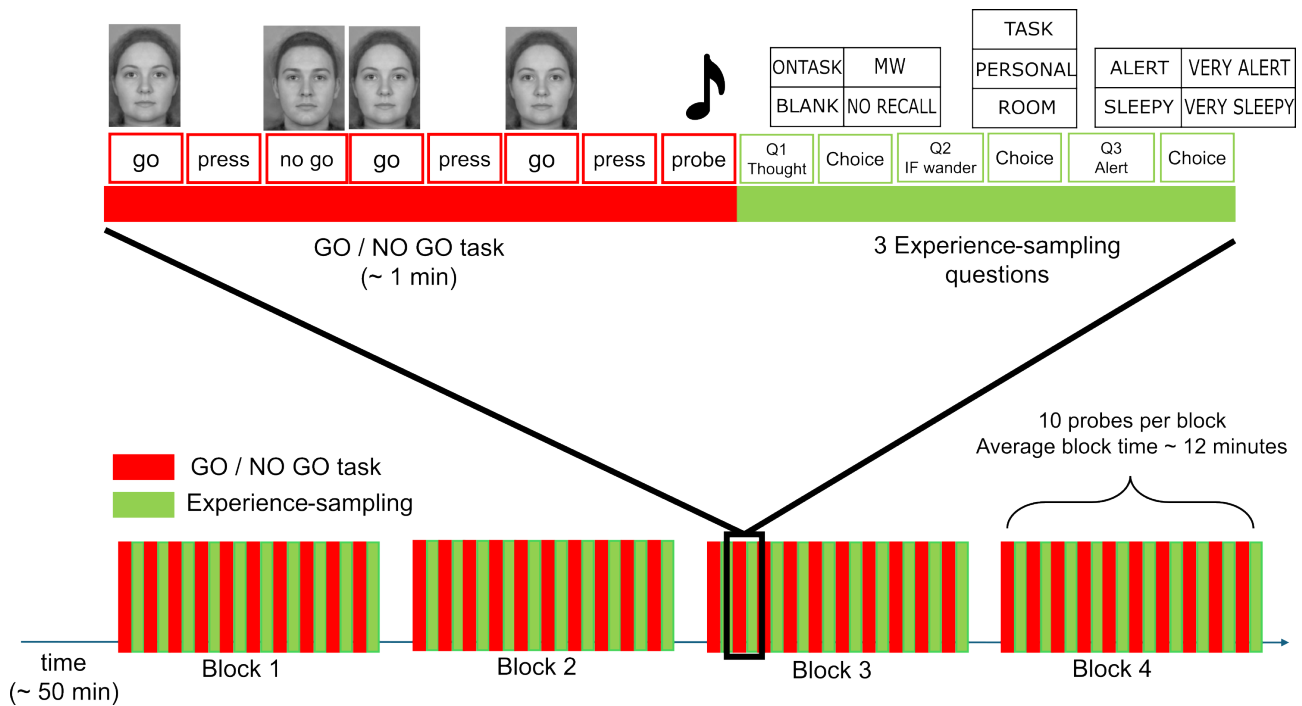 TASK
ONTASK MW PERSONAL ALERT VERY ALERT
BLANK NO RECALL ROOM SLEEPY VERY SLEEPY
go press no go go press go press probe Q1 Thought Choice Q2 IF wander Choice Q3 Alert Choice
GO / NO GO task
(~ 1 min)
3 Experience-sampling
questions
10 probes per block
Average block time ~ 12 minutes
GO / NO GO task
Experience-sampling
time
(~ 50 min)
Block 1
Block 2
Block 3
Block 4